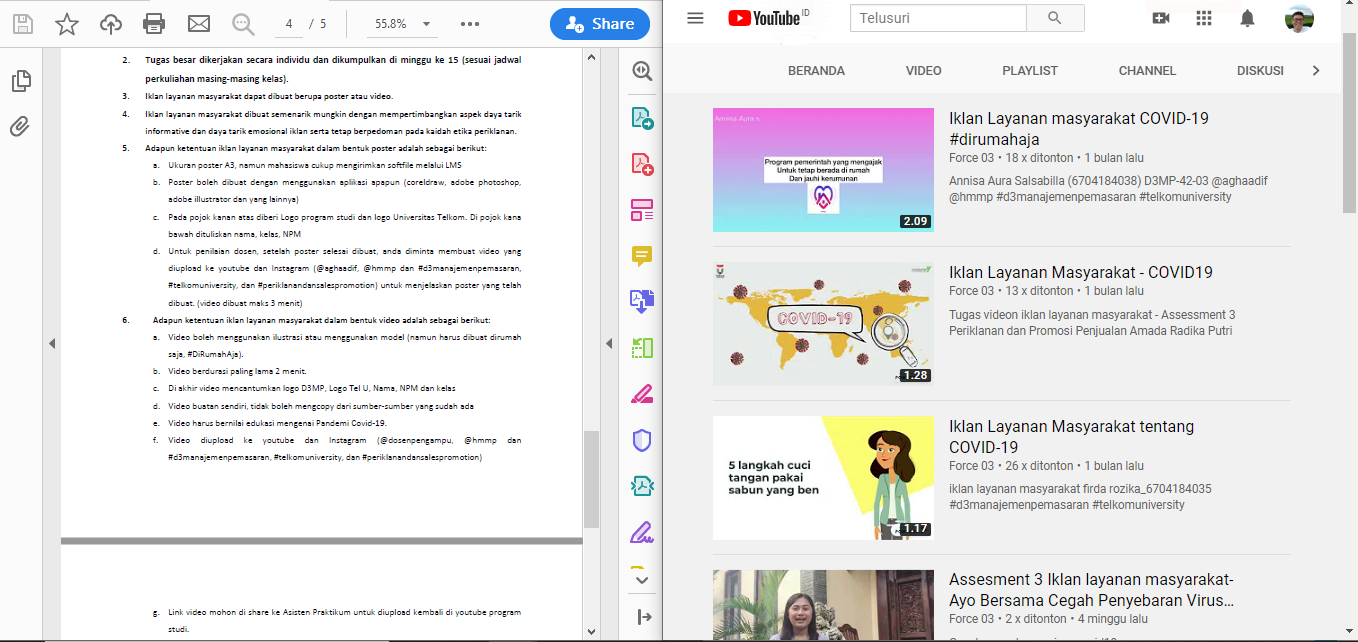 4 / 5
55.8%
Share
2. Tugas besar dikerjakan secara individu dan dikumpulkan di minggu ke 15 (sesuai jadwal
perkuliahan masing-masing kelas).
3. Iklan layanan masyarakat dapat dibuat berupa poster atau video.
4. Iklan layanan masyarakat dibuat semenarik mungkin dengan mempertimbangkan aspek daya tarik
informative dan daya tarik emosional iklan serta tetap berpedoman pada kaidah etika periklanan.
5. Adapun ketentuan iklan layanan masyarakat dalam bentuk poster adalah sebagai berikut:
a. Ukuran poster A3, namun mahasiswa cukup mengirimkan softfile melalui LMS
b. Poster boleh dibuat dengan menggunakan aplikasi apapun (coreldraw, adobe photoshop,
adobe illustrator dan yang lainnya)
c. Pada pojok kanan atas diberi Logo program studi dan logo Universitas Telkom. Di pojok kana
bawah dituliskan nama, kelas, NPM
d. Untuk penilaian dosen, setelah poster selesai dibuat, anda diminta membuat video yang
diupload ke youtube dan Instagram (@aghaadif, @hmmp dan #d3manajemenpemasaran,
#telkomuniversity, dan #periklanandansalespromotion) untuk menjelaskan poster yang telah
dibuat. (video dibuat maks 3 menit)
6. Adapun ketentuan iklan layanan masyarakat dalam bentuk video adalah sebagai berikut:
a. Video boleh menggunakan ilustrasi atau menggunakan model (namun harus dibuat dirumah
saja, #DiRumahAja).
b. Video berdurasi paling lama 2 menit.
c. Di akhir video mencantumkan logo D3MP, Logo Tel U, Nama, NPM dan kelas
d. Video buatan sendiri, tidak boleh mengcopy dari sumber-sumber yang sudah ada
e. Video harus bernilai edukasi mengenai Pandemi Covid-19.
f. Video diupload ke youtube dan Instagram (@dosenpengampu, @hmmp dan
#d3manajemenpemasaran, #telkomuniversity, dan #periklanandansalespromotion)
g. Link video mohon di share ke Asisten Praktikum untuk diupload kembali di youtube program
studi.
YouTube ID
Telusuri
BERANDA VIDEO PLAYLIST CHANNEL DISKUSI
Program pemerintah yang mengajak
Untuk tetap berada di rumah
Dan jauhi kerumunan
2.09
Iklan Layanan masyarakat COVID-19
#dirumahaja
Force 03 • 18 x ditonton • 1 bulan lalu
Annisa Aura Salsabilla (6704184038) D3MP-42-03 @aghaadif
@hmmp #d3manajemenpemasaran #telkomuniversity
COVID-19
1.28
Iklan Layanan Masyarakat - COVID19
Force 03 • 13 x ditonton • 1 bulan lalu
Tugas videon iklan layanan masyarakat - Assessment 3
Periklanan dan Promosi Penjualan Amada Radika Putri
5 langkah cuci
tangan pakai
sabun yang ben
1.17
Iklan Layanan Masyarakat tentang
COVID-19
Force 03 • 26 x ditonton • 1 bulan lalu
iklan layanan masyarakat firda rozika_6704184035
#d3manajemenpemasaran #telkomuniversity
Assesment 3 Iklan layanan masyarakat-
Ayo Bersama Cegah Penyebaran Virus...
Force 03 • 2 x ditonton • 4 minggu lalu